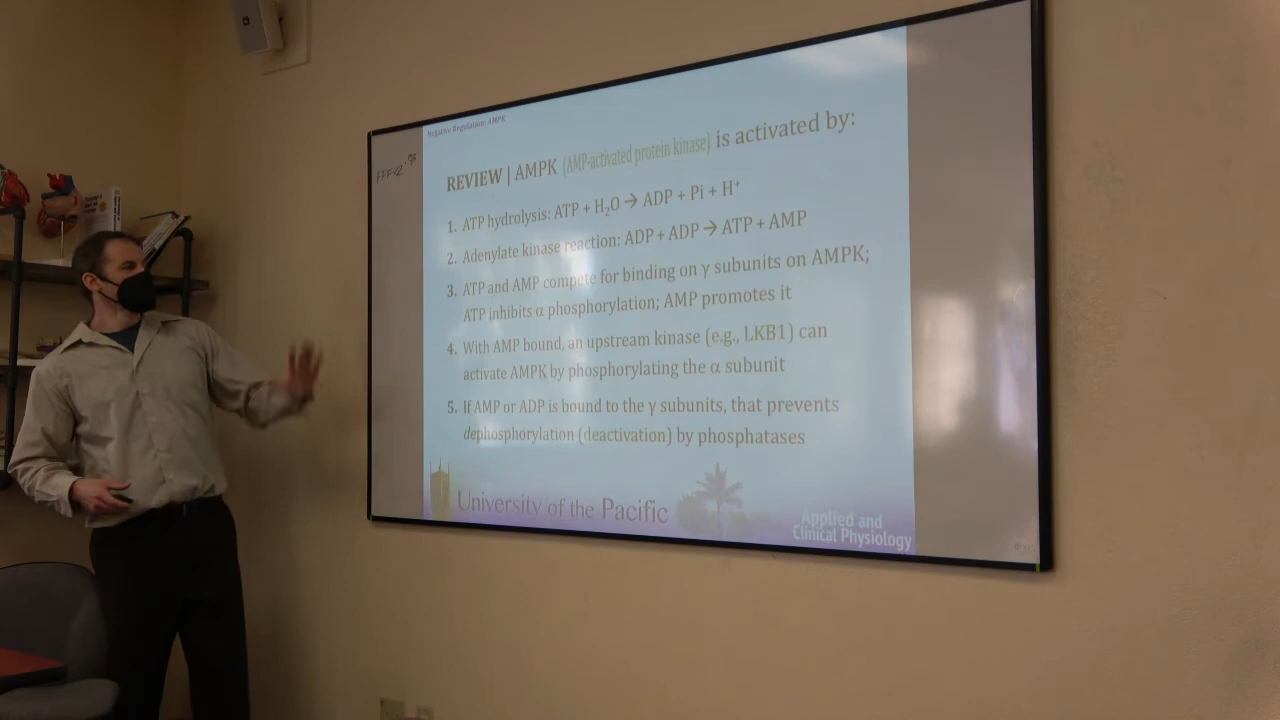 Negative Regulation: AMPK
REVIEW | AMPK (AMP-activated protein kinase) is activated by:
1. ATP hydrolysis: ATP + H₂O → ADP + Pi + H⁺
2. Adenylate kinase reaction: ADP + ADP → ATP + AMP
3. ATP and AMP compete for binding on γ subunits on AMPK;
ATP inhibits α phosphorylation; AMP promotes it
4. With AMP bound, an upstream kinase (e.g., LKB1) can
activate AMPK by phosphorylating the α subunit
5. If AMP or ADP is bound to the γ subunits, that prevents
dephosphorylation (deactivation) by phosphatases
University of the Pacific
Applied and
Clinical Physiology